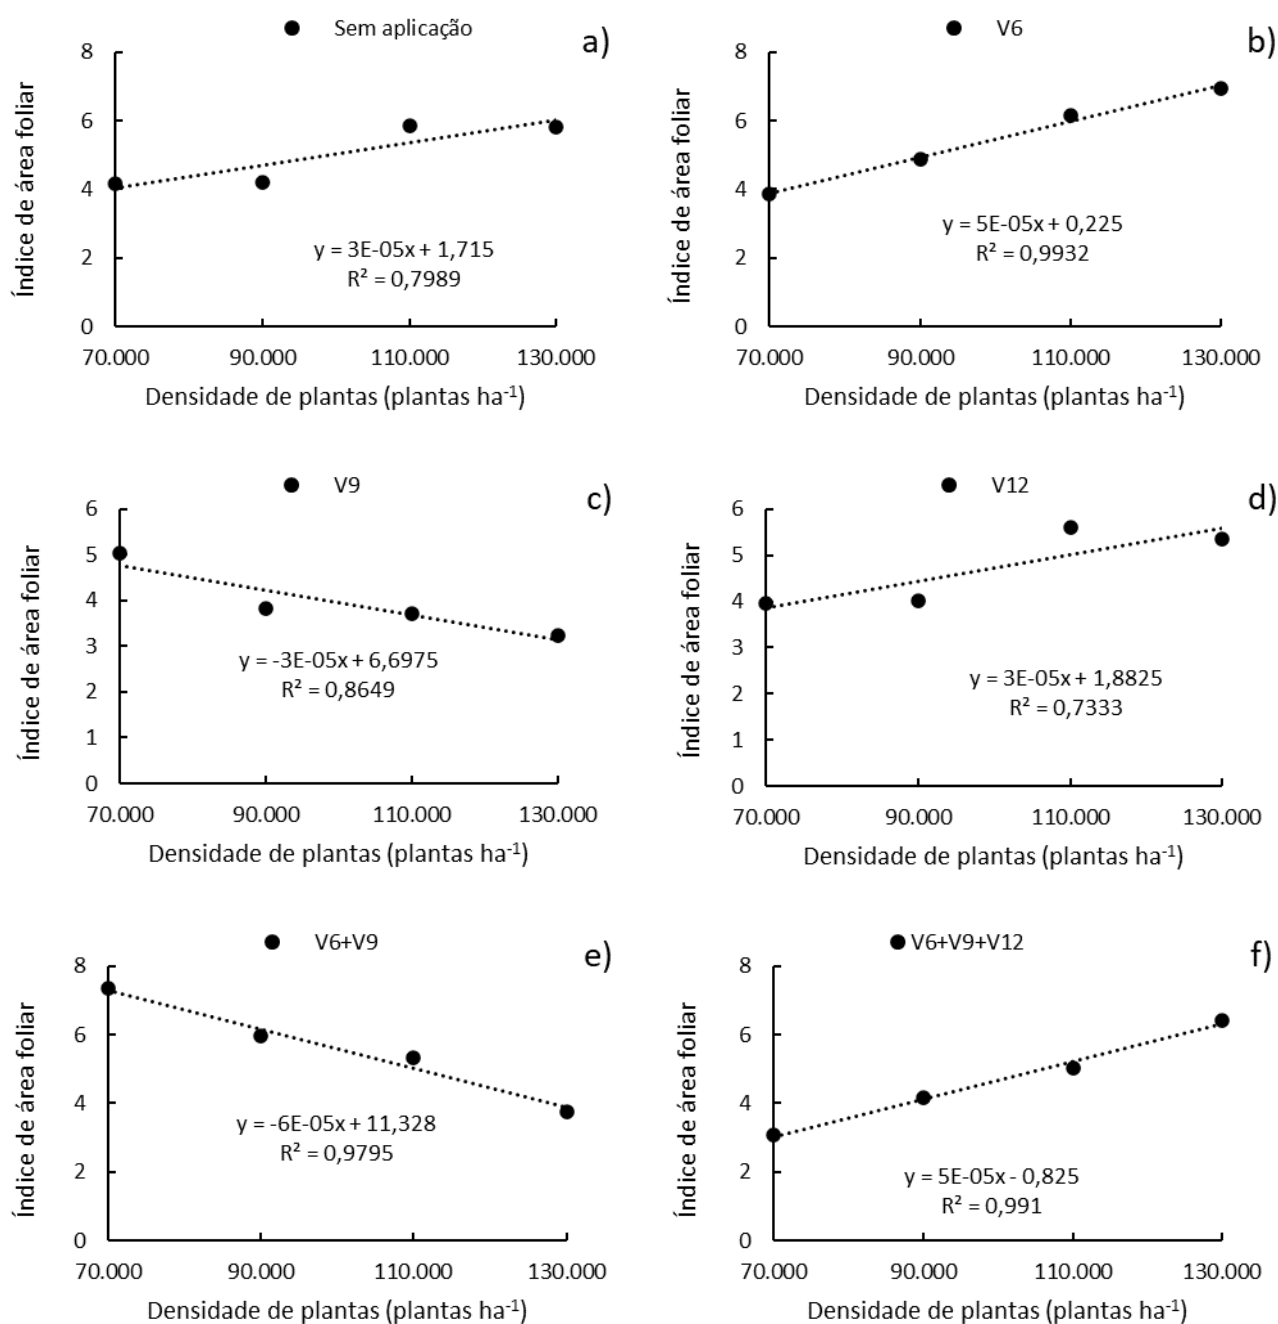 Sem aplicação
a)
Índice de área foliar
8
6
4
2
0
y = 3E-05x + 1,715
R² = 0,7989
70.000 90.000 110.000 130.000
Densidade de plantas (plantas ha⁻¹)
V6
b)
Índice de área foliar
8
6
4
2
0
y = 5E-05x + 0,225
R² = 0,9932
70.000 90.000 110.000 130.000
Densidade de plantas (plantas ha⁻¹)
V9
c)
Índice de área foliar
6
5
4
3
2
1
0
y = -3E-05x + 6,6975
R² = 0,8649
70.000 90.000 110.000 130.000
Densidade de plantas (plantas ha⁻¹)
V12
d)
Índice de área foliar
6
5
4
3
2
1
0
y = 3E-05x + 1,8825
R² = 0,7333
70.000 90.000 110.000 130.000
Densidade de plantas (plantas ha⁻¹)
V6+V9
e)
Índice de área foliar
8
6
4
2
0
y = -6E-05x + 11,328
R² = 0,9795
70.000 90.000 110.000 130.000
Densidade de plantas (plantas ha⁻¹)
V6+V9+V12
f)
Índice de área foliar
8
6
4
2
0
y = 5E-05x - 0,825
R² = 0,991
70.000 90.000 110.000 130.000
Densidade de plantas (plantas ha⁻¹)